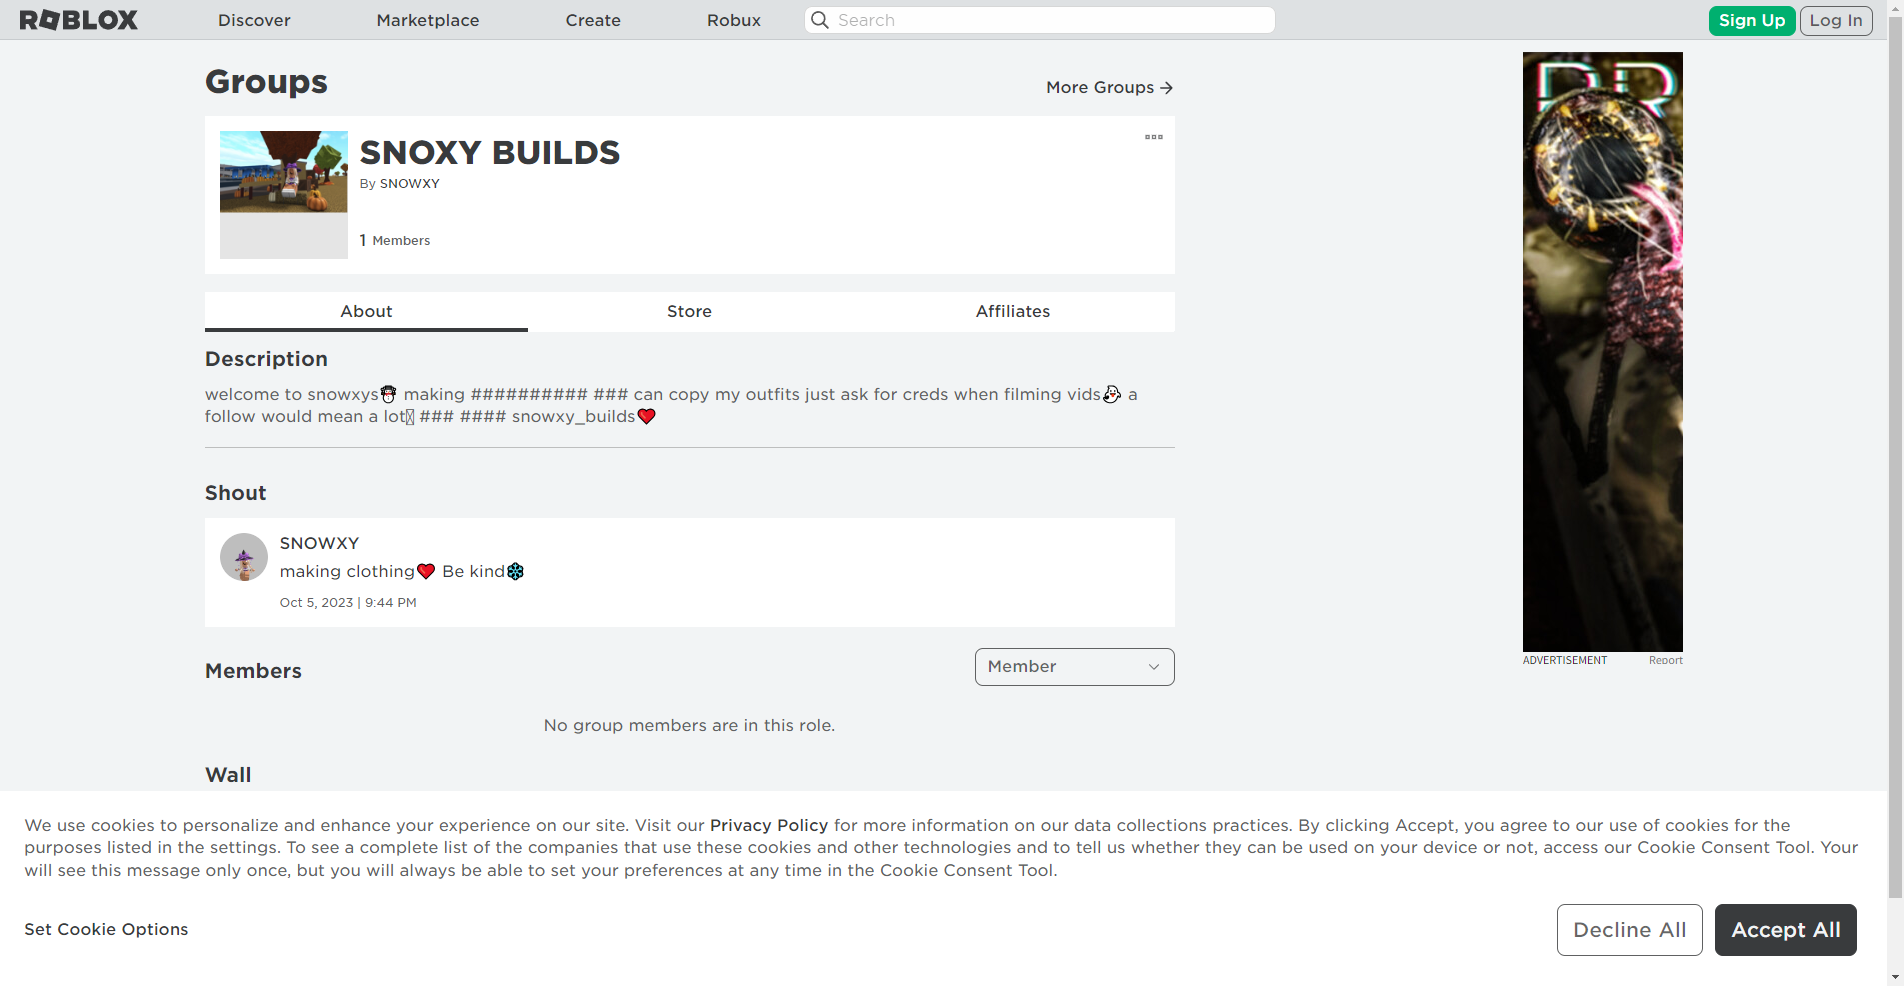 ROBLOX Discover Marketplace Create Robux Search Sign Up Log In
Groups
More Groups
SNOXY BUILDS
By SNOWXY
1 Members
About Store Affiliates
Description
welcome to snowxys⛄ making ########## ### can copy my outfits just ask for creds when filming vids👻 a
follow would mean a lot ### #### snowxy_builds❤️
Shout
SNOWXY
making clothing❤️ Be kind❄️
Oct 5, 2023 | 9:44 PM
Members
Member
No group members are in this role.
Wall
ADVERTISEMENT Report
We use cookies to personalize and enhance your experience on our site. Visit our Privacy Policy for more information on our data collections practices. By clicking Accept, you agree to our use of cookies for the
purposes listed in the settings. To see a complete list of the companies that use these cookies and other technologies and to tell us whether they can be used on your device or not, access our Cookie Consent Tool. Your
will see this message only once, but you will always be able to set your preferences at any time in the Cookie Consent Tool.
Set Cookie Options
Decline All
Accept All